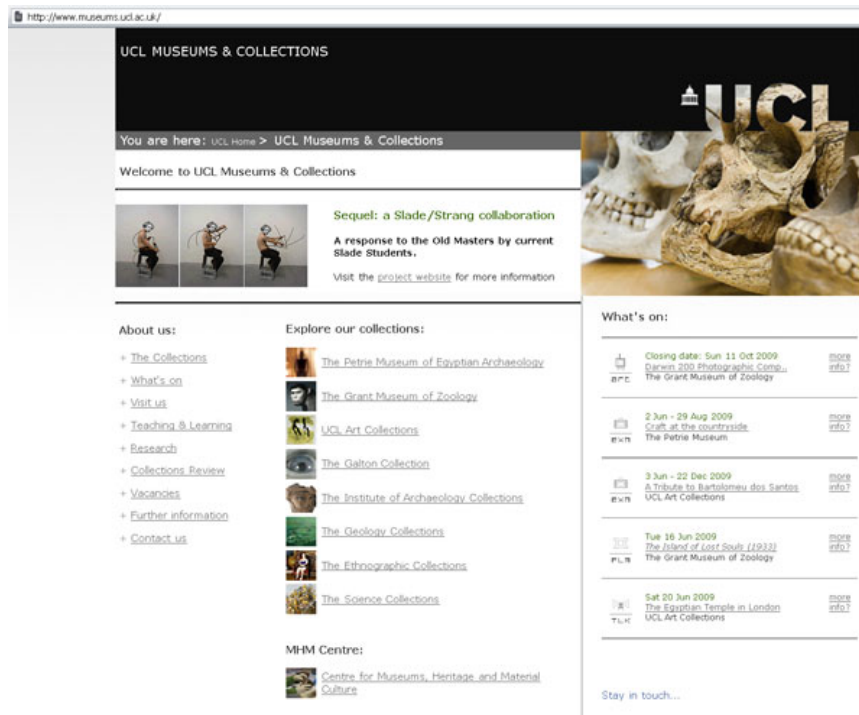 http://www.museums.ucl.ac.uk/
UCL MUSEUMS & COLLECTIONS
UCL
You are here: UCL Home > UCL Museums & Collections
Welcome to UCL Museums & Collections
Sequel: a Slade/Strang collaboration
A response to the Old Masters by current
Slade Students.
Visit the project website for more information
About us:
+ The Collections
+ What's on
+ Visit us
+ Teaching & Learning
+ Research
+ Collections Review
+ Vacancies
+ Further information
+ Contact us
Explore our collections:
The Petrie Museum of Egyptian Archaeology
The Grant Museum of Zoology
UCL Art Collections
The Galton Collection
The Institute of Archaeology Collections
The Geology Collections
The Ethnographic Collections
The Science Collections
MHM Centre:
Centre for Museums, Heritage and Material
Culture
What's on:
Closing date: Sun 11 Oct 2009 more
Darwin 200 Photographic Comp... info?
art The Grant Museum of Zoology
2 Jun - 29 Aug 2009 more
Craft at the countryside info?
exn The Petrie Museum
3 Jun - 22 Dec 2009 more
A Tribute to Bartolomeu dos Santos info?
exn UCL Art Collections
Tue 16 Jun 2009 more
The Island of Lost Souls (1933) info?
FLM The Grant Museum of Zoology
Sat 20 Jun 2009 more
The Egyptian Temple in London info?
TLK UCL Art Collections
Stay in touch...